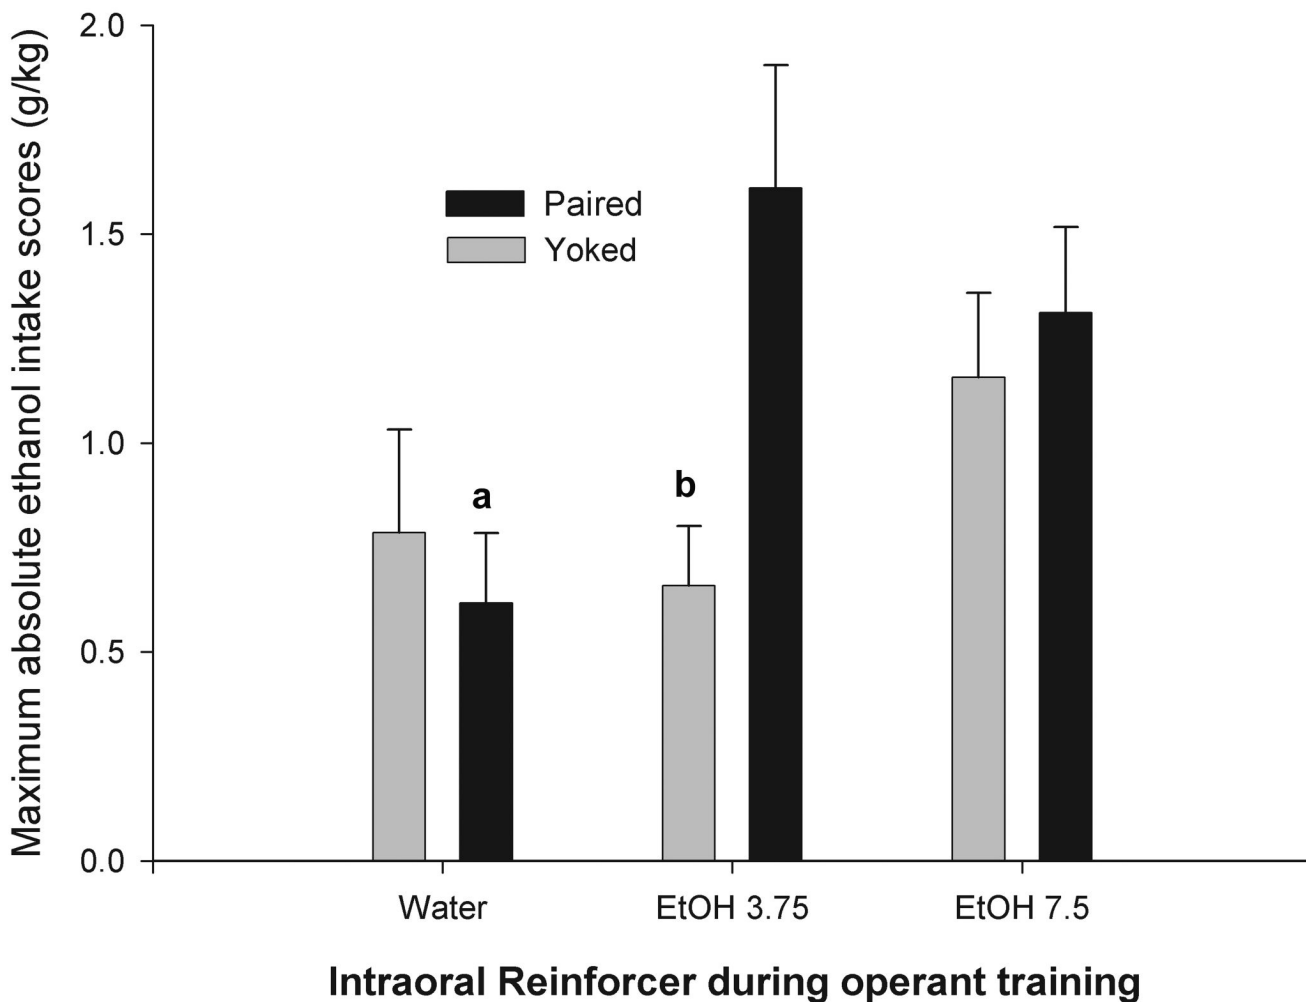 Maximum absolute ethanol intake scores (g/kg)
2.0
1.5
1.0
0.5
0.0
Paired
Yoked
a
b
Water
EtOH 3.75
EtOH 7.5
Intraoral Reinforcer during operant training